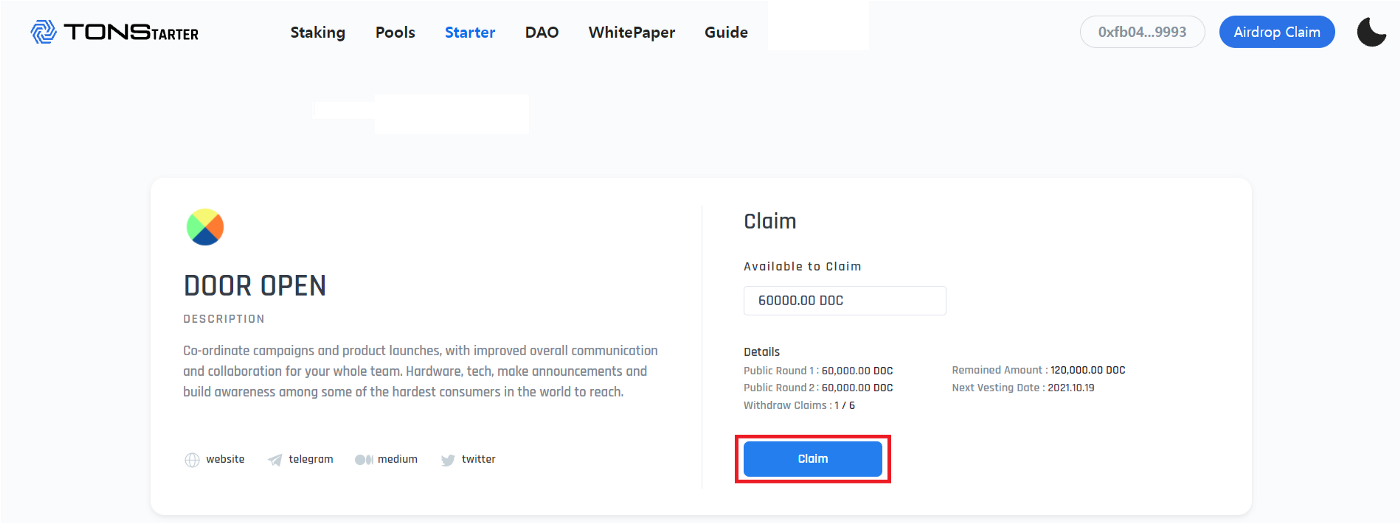 TONSTARTER Staking Pools Starter DAO WhitePaper Guide 0xfb04...9993 Airdrop Claim
DOOR OPEN
DESCRIPTION
Co-ordinate campaigns and product launches, with improved overall communication
and collaboration for your whole team. Hardware, tech, make announcements and
build awareness among some of the hardest consumers in the world to reach.
website telegram medium twitter
Claim
Available to Claim
60000.00 DOC
Details
Public Round 1 : 60,000.00 DOC Remained Amount : 120,000.00 DOC
Public Round 2 : 60,000.00 DOC Next Vesting Date : 2021.10.19
Withdraw Claims : 1 / 6
Claim